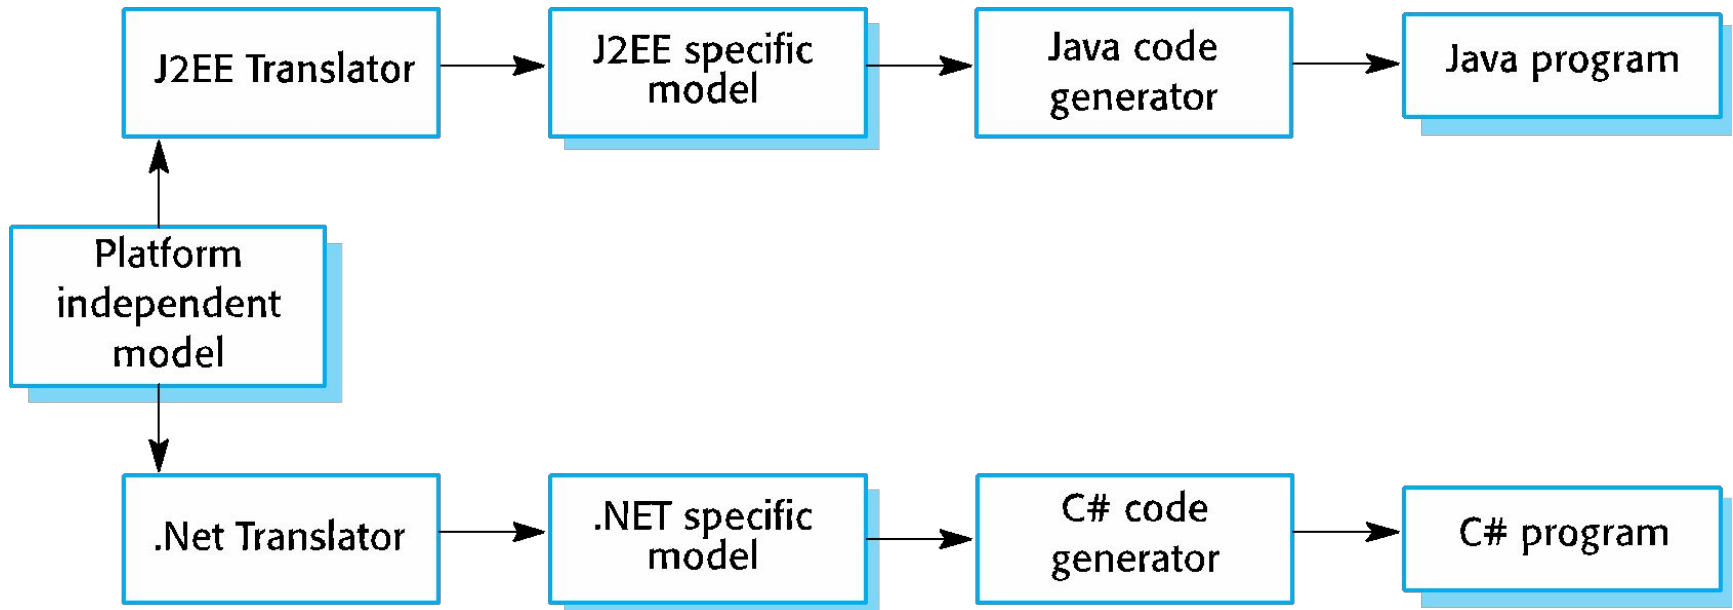 J2EE Translator
J2EE specific
model
Java code
generator
Java program
Platform
independent
model
.Net Translator
.NET specific
model
C# code
generator
C# program